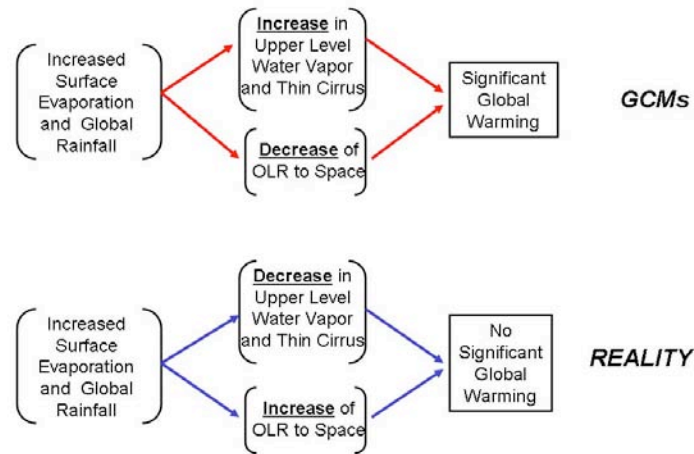 Increased
Surface
Evaporation
and Global
Rainfall
Increase in
Upper Level
Water Vapor
and Thin Cirrus
Decrease of
OLR to Space
Significant
Global
Warming
GCMs
Increased
Surface
Evaporation
and Global
Rainfall
Decrease in
Upper Level
Water Vapor
and Thin Cirrus
Increase of
OLR to Space
No
Significant
Global
Warming
REALITY